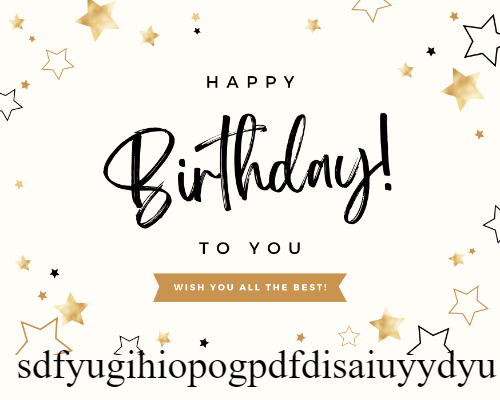 HAPPY
Birthday!
TO YOU
WISH YOU ALL THE BEST!
sdfyugihiopogpdfdisaiuyydyu